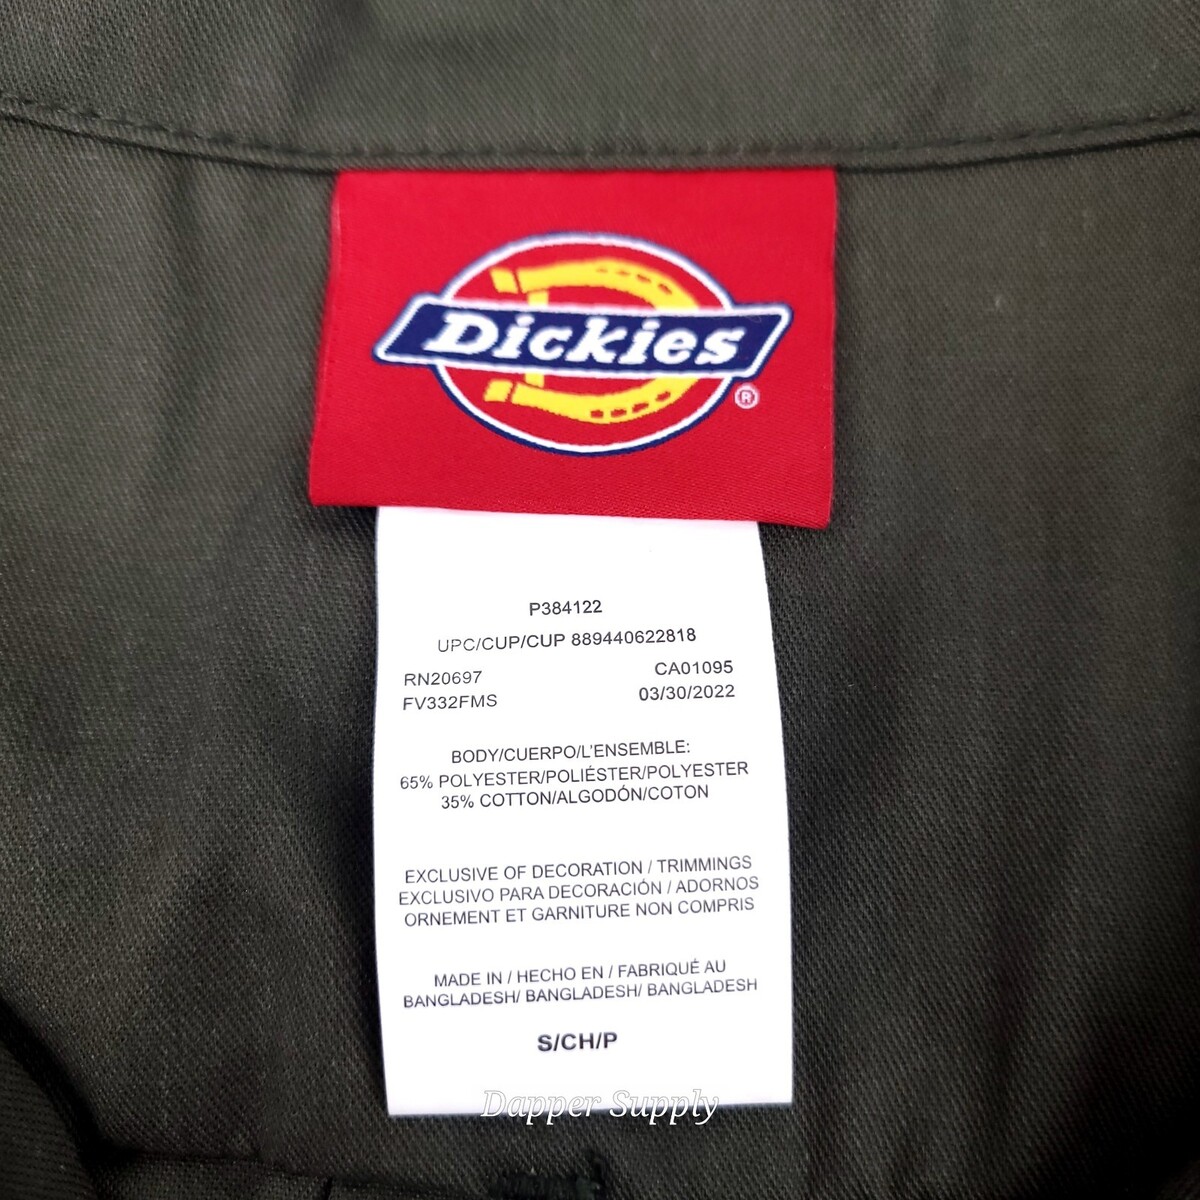 Dickies
®
P384122
UPC/CUP/CUP 889440622818
RN20697 CA01095
FV332FMS 03/30/2022
BODY/CUERPO/L'ENSEMBLE:
65% POLYESTER/POLIÉSTER/POLYESTER
35% COTTON/ALGODÓN/COTON
EXCLUSIVE OF DECORATION / TRIMMINGS
EXCLUSIVO PARA DECORACIÓN / ADORNOS
ORNEMENT ET GARNITURE NON COMPRIS
MADE IN / HECHO EN / FABRIQUÉ AU
BANGLADESH/ BANGLADESH/ BANGLADESH
S/CH/P
Dapper Supply